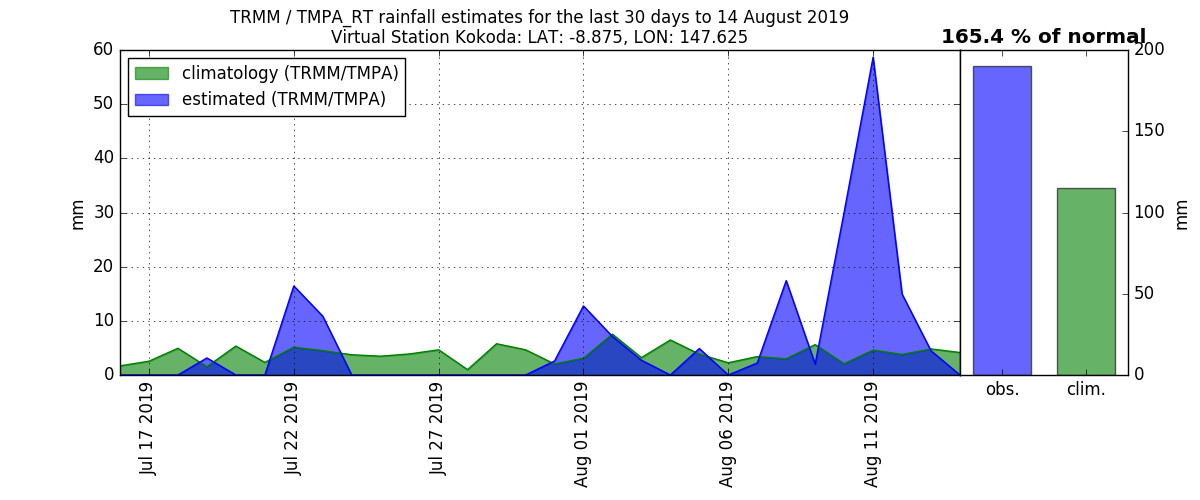 TRMM / TMPA_RT rainfall estimates for the last 30 days to 14 August 2019
Virtual Station Kokoda: LAT: -8.875, LON: 147.625
165.4 % of normal
climatology (TRMM/TMPA)
estimated (TRMM/TMPA)
60
50
40
30
20
10
0
mm
200
150
100
50
0
mm
Jul 17 2019
Jul 22 2019
Jul 27 2019
Aug 01 2019
Aug 06 2019
Aug 11 2019
obs.
clim.